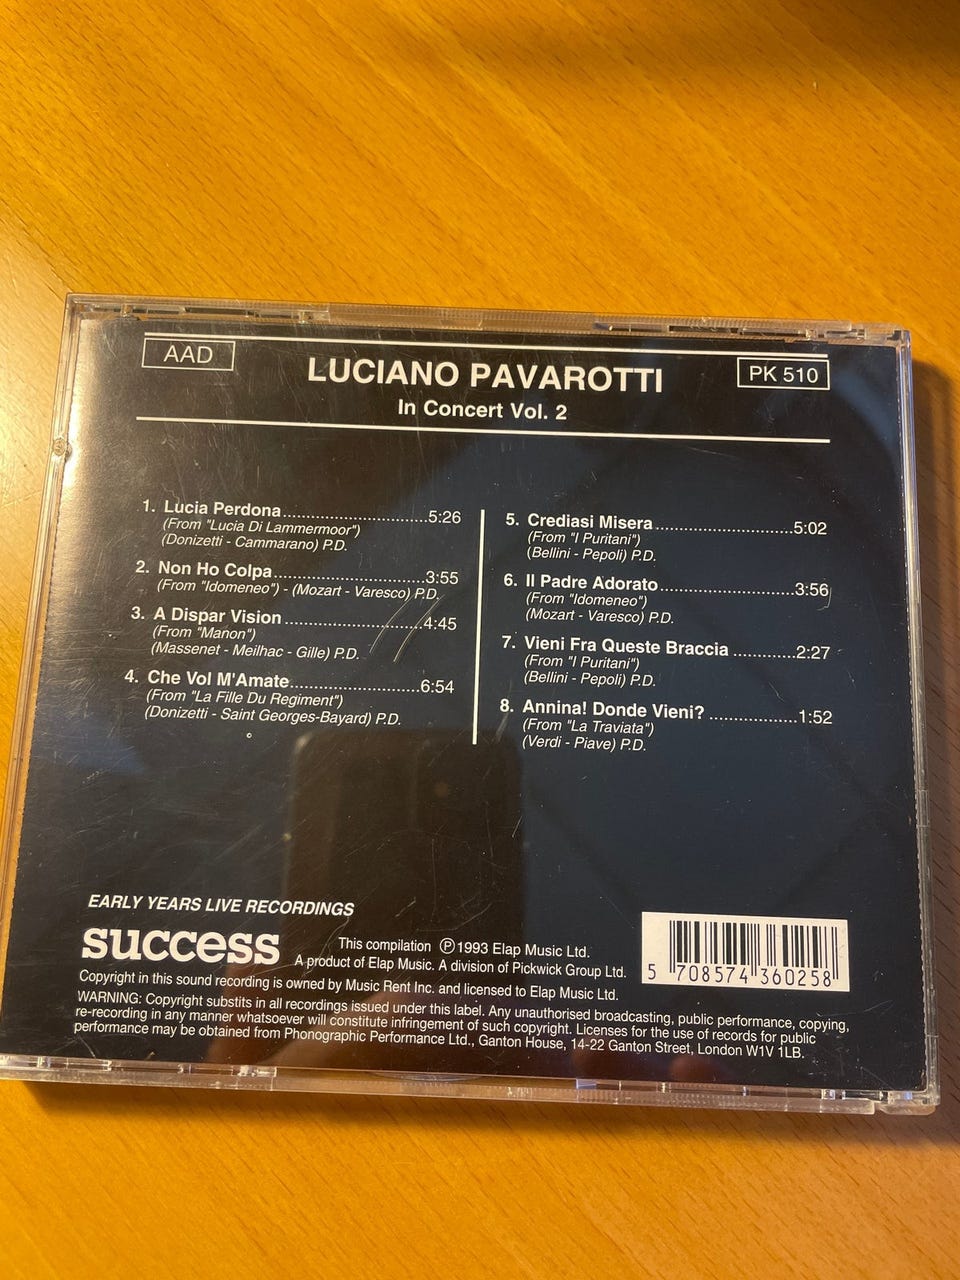 AAD
LUCIANO PAVAROTTI
PK 510
In Concert Vol. 2
1. Lucia Perdona..............................5:26
(From "Lucia Di Lammermoor")
(Donizetti - Cammarano) P.D.
2. Non Ho Colpa...............................3:55
(From "Idomeneo") - (Mozart - Varesco) P.D.
3. A Dispar Vision............................4:45
(From "Manon")
(Massenet - Meilhac - Gille) P.D.
4. Che Vol M'Amate..........................6:54
(From "La Fille Du Regiment")
(Donizetti - Saint Georges-Bayard) P.D.
5. Crediasi Misera............................5:02
(From "I Puritani")
(Bellini - Pepoli) P.D.
6. Il Padre Adorato...........................3:56
(From "Idomeneo")
(Mozart - Varesco) P.D.
7. Vieni Fra Queste Braccia ............2:27
(From "I Puritani")
(Bellini - Pepoli) P.D.
8. Annina! Donde Vieni? .................1:52
(From "La Traviata")
(Verdi - Piave) P.D.
EARLY YEARS LIVE RECORDINGS
success
This compilation Ⓟ 1993 Elap Music Ltd.
A product of Elap Music. A division of Pickwick Group Ltd.
Copyright in this sound recording is owned by Music Rent Inc. and licensed to Elap Music Ltd.
WARNING: Copyright substits in all recordings issued under this label. Any unauthorised broadcasting, public performance, copying,
re-recording in any manner whatsoever will constitute infringement of such copyright. Licenses for the use of records for public
performance may be obtained from Phonographic Performance Ltd., Ganton House, 14-22 Ganton Street, London W1V 1LB.
5 708574 360258